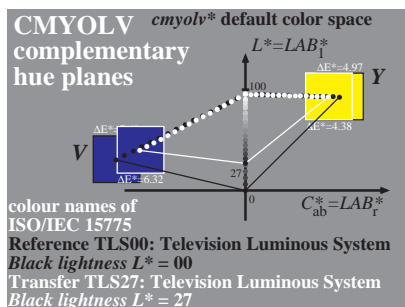 CMYOLV
complementary
hue planes
cmyolv* default color space
L*=LAB*l
ΔE*=4.97
Y
100
ΔE*=4.38
V
ΔE*=6.32
27
0
C*ab=LAB*r
colour names of
ISO/IEC 15775
Reference TLS00: Television Luminous System
Black lightness L* = 00
Transfer TLS27: Television Luminous System
Black lightness L* = 27